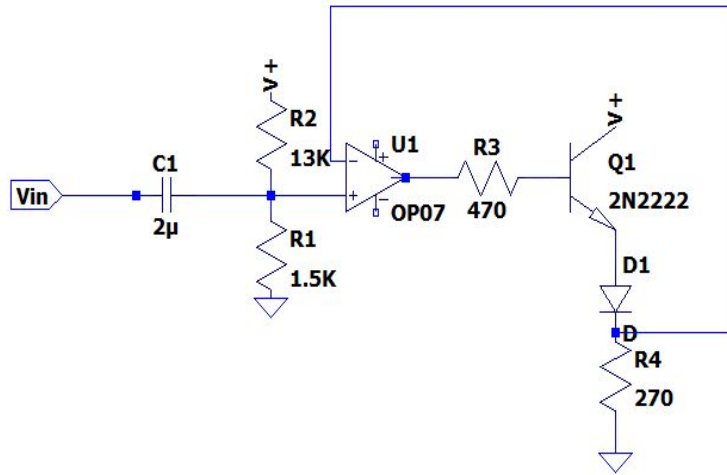 V+
R2
13K
C1
2µ
Vin
R1
1.5K
U1
OP07
R3
470
V+
Q1
2N2222
D1
D
R4
270